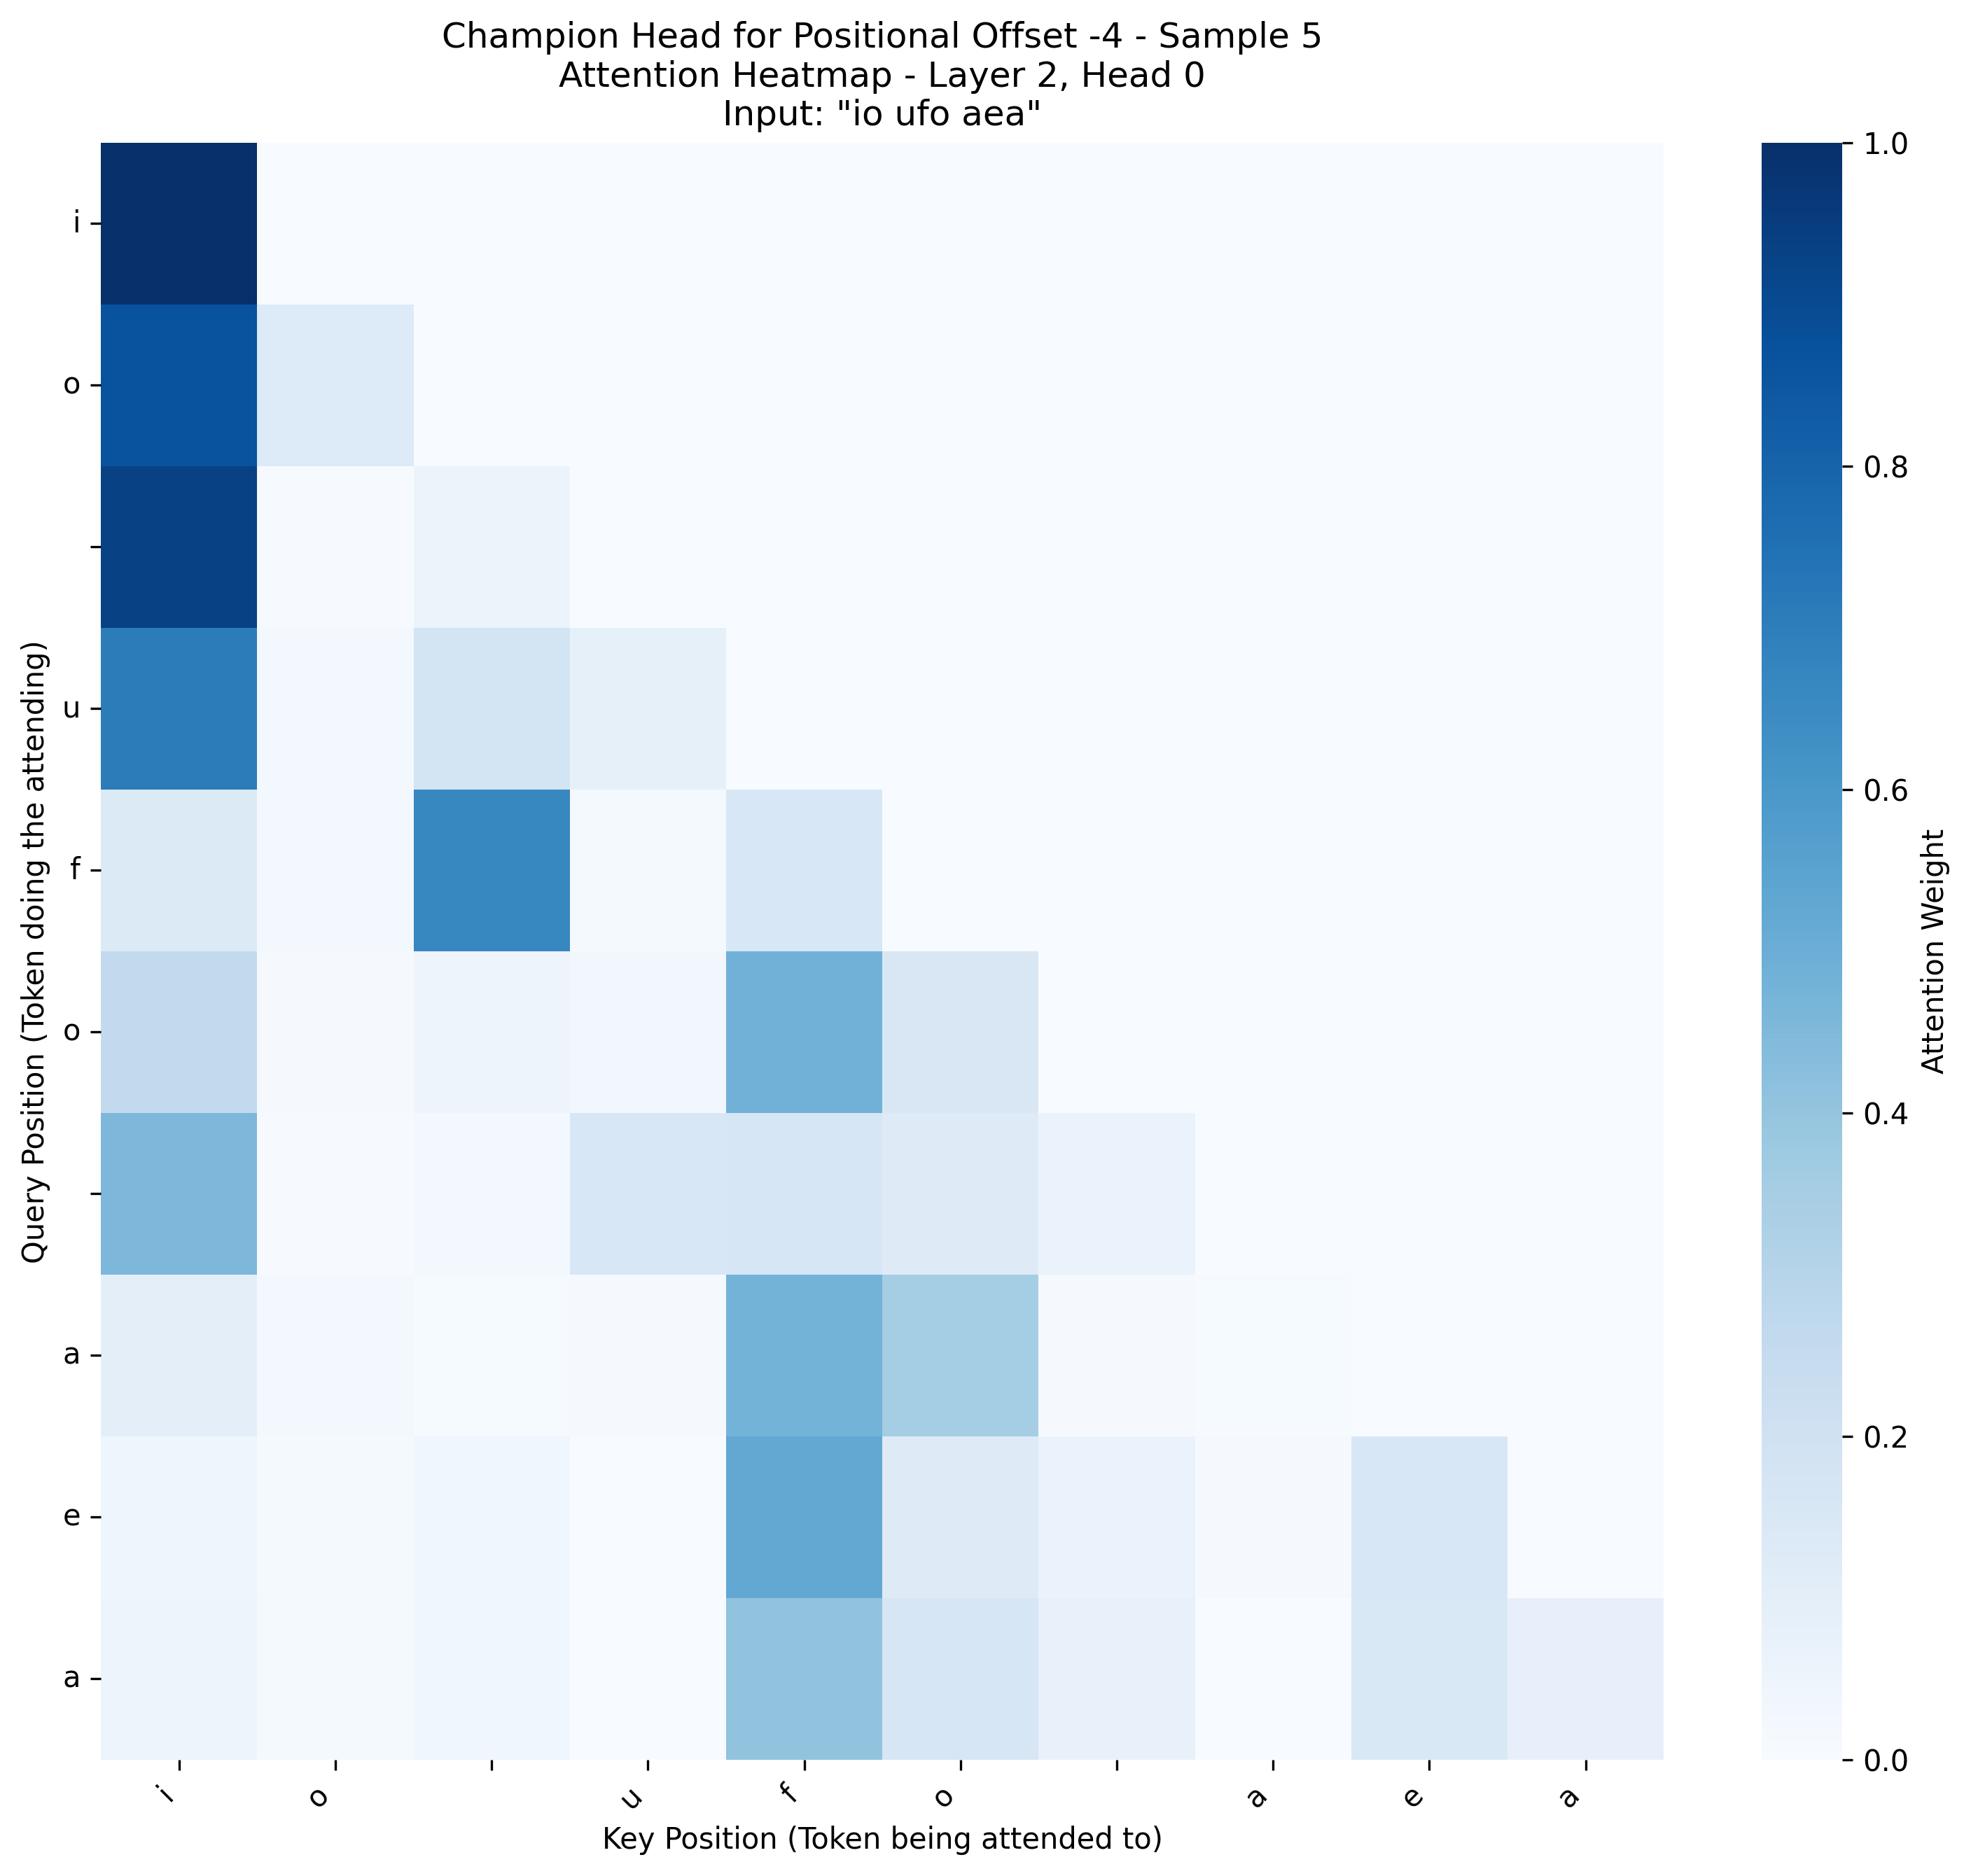 Champion Head for Positional Offset -4 - Sample 5
Attention Heatmap - Layer 2, Head 0
Input: "io ufo aea"
Query Position (Token doing the attending)
i
o
u
f
o
a
e
a
i
o
u
f
o
a
e
a
Key Position (Token being attended to)
1.0
0.8
0.6
0.4
0.2
0.0
Attention Weight